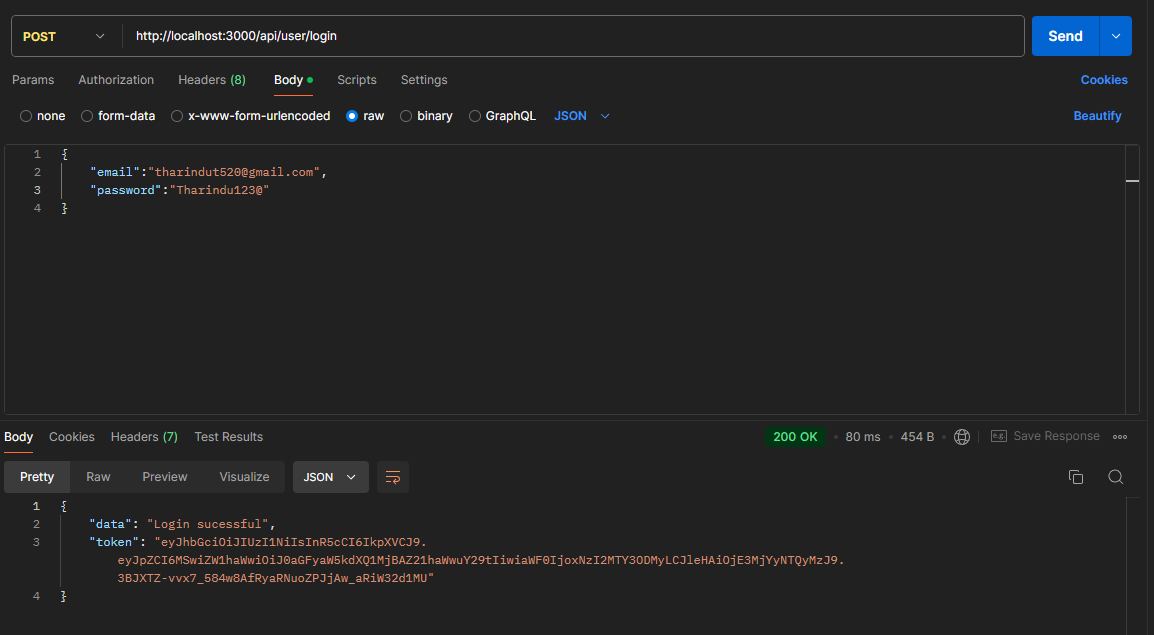 POST http://localhost:3000/api/user/login Send
Params Authorization Headers (8) Body Scripts Settings Cookies
none form-data x-www-form-urlencoded raw binary GraphQL JSON Beautify
1 {
2 "email":"tharindut520@gmail.com",
3 "password":"Tharindu123@"
4 }
Body Cookies Headers (7) Test Results 200 OK 80 ms 454 B e.g. Save Response
Pretty Raw Preview Visualize JSON
1 {
2 "data": "Login sucessful",
3 "token": "eyJhbGciOiJIUzI1NiIsInR5cCI6IkpXVCJ9.
eyJpZCI6MSwiZW1haWwiOiJ0aGFyaW5kdXQ1MjBAZ21haWwuY29tIiwiaWF0IjoxNzI2MTY3ODMyLCJleHAiOjE3MjYyNTQyMzJ9.
3BJXTZ-vvx7_584w8AfRyaRNuoZPJjAw_aRiW32d1MU"
4 }